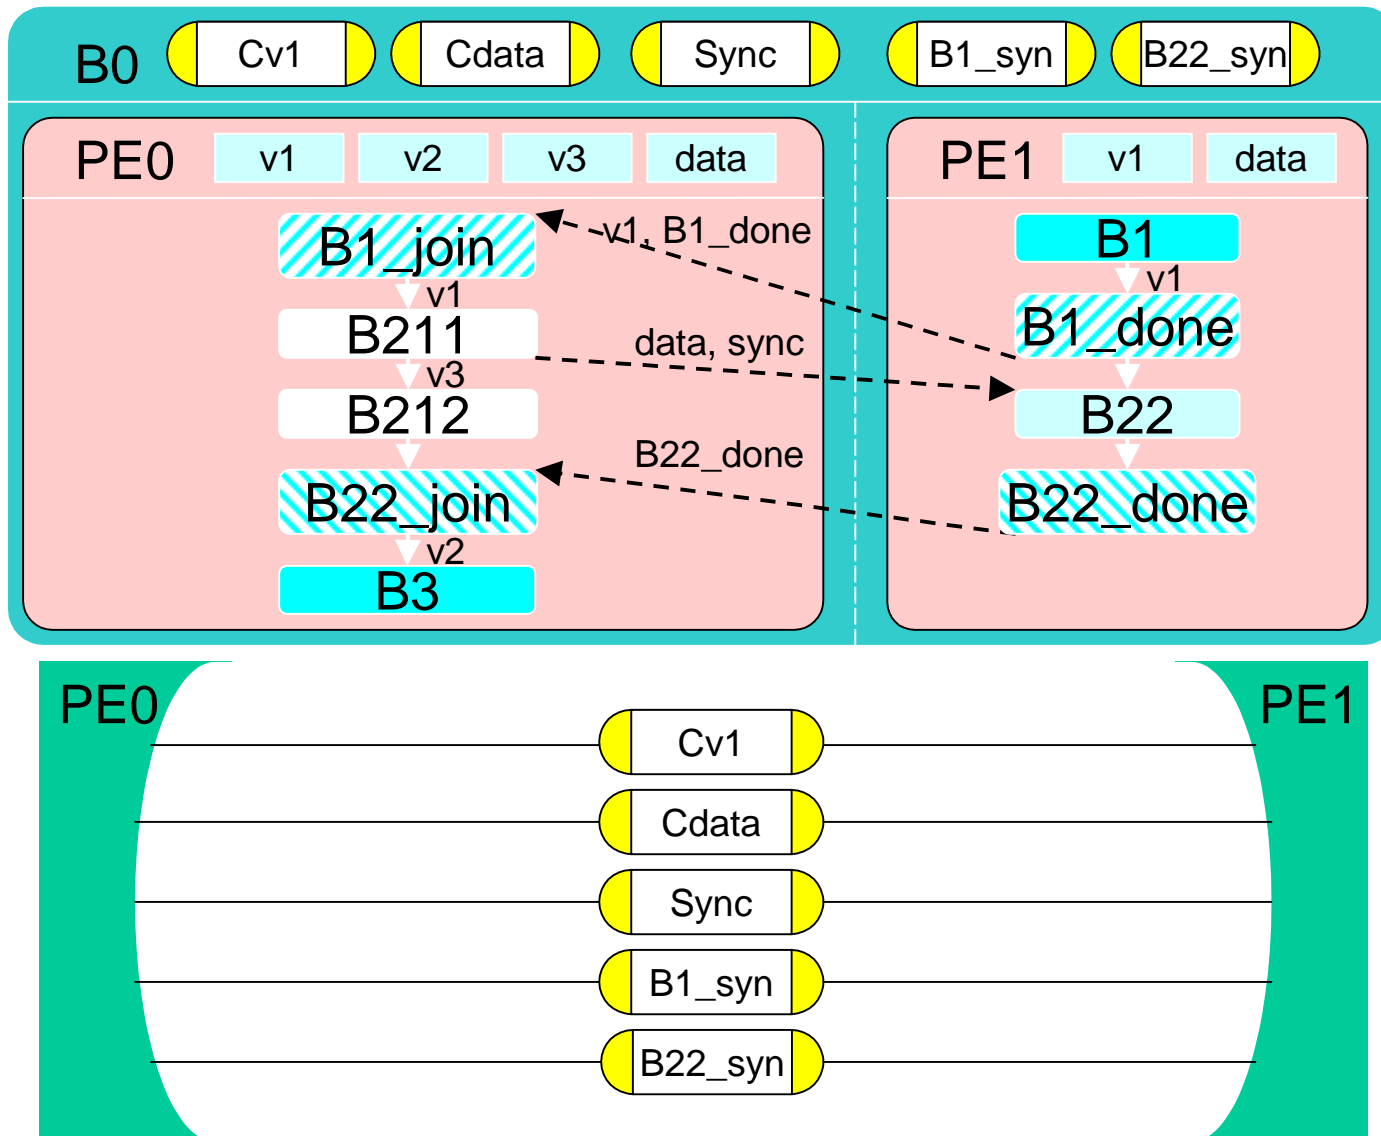 B0 Cv1 Cdata Sync B1_syn B22_syn
PE0 v1 v2 v3 data
B1_join
v1
B211
v3
B212
B22_join
v2
B3
v1, B1_done
data, sync
B22_done
PE1 v1 data
B1
v1
B1_done
B22
B22_done
PE0
PE1
Cv1
Cdata
Sync
B1_syn
B22_syn